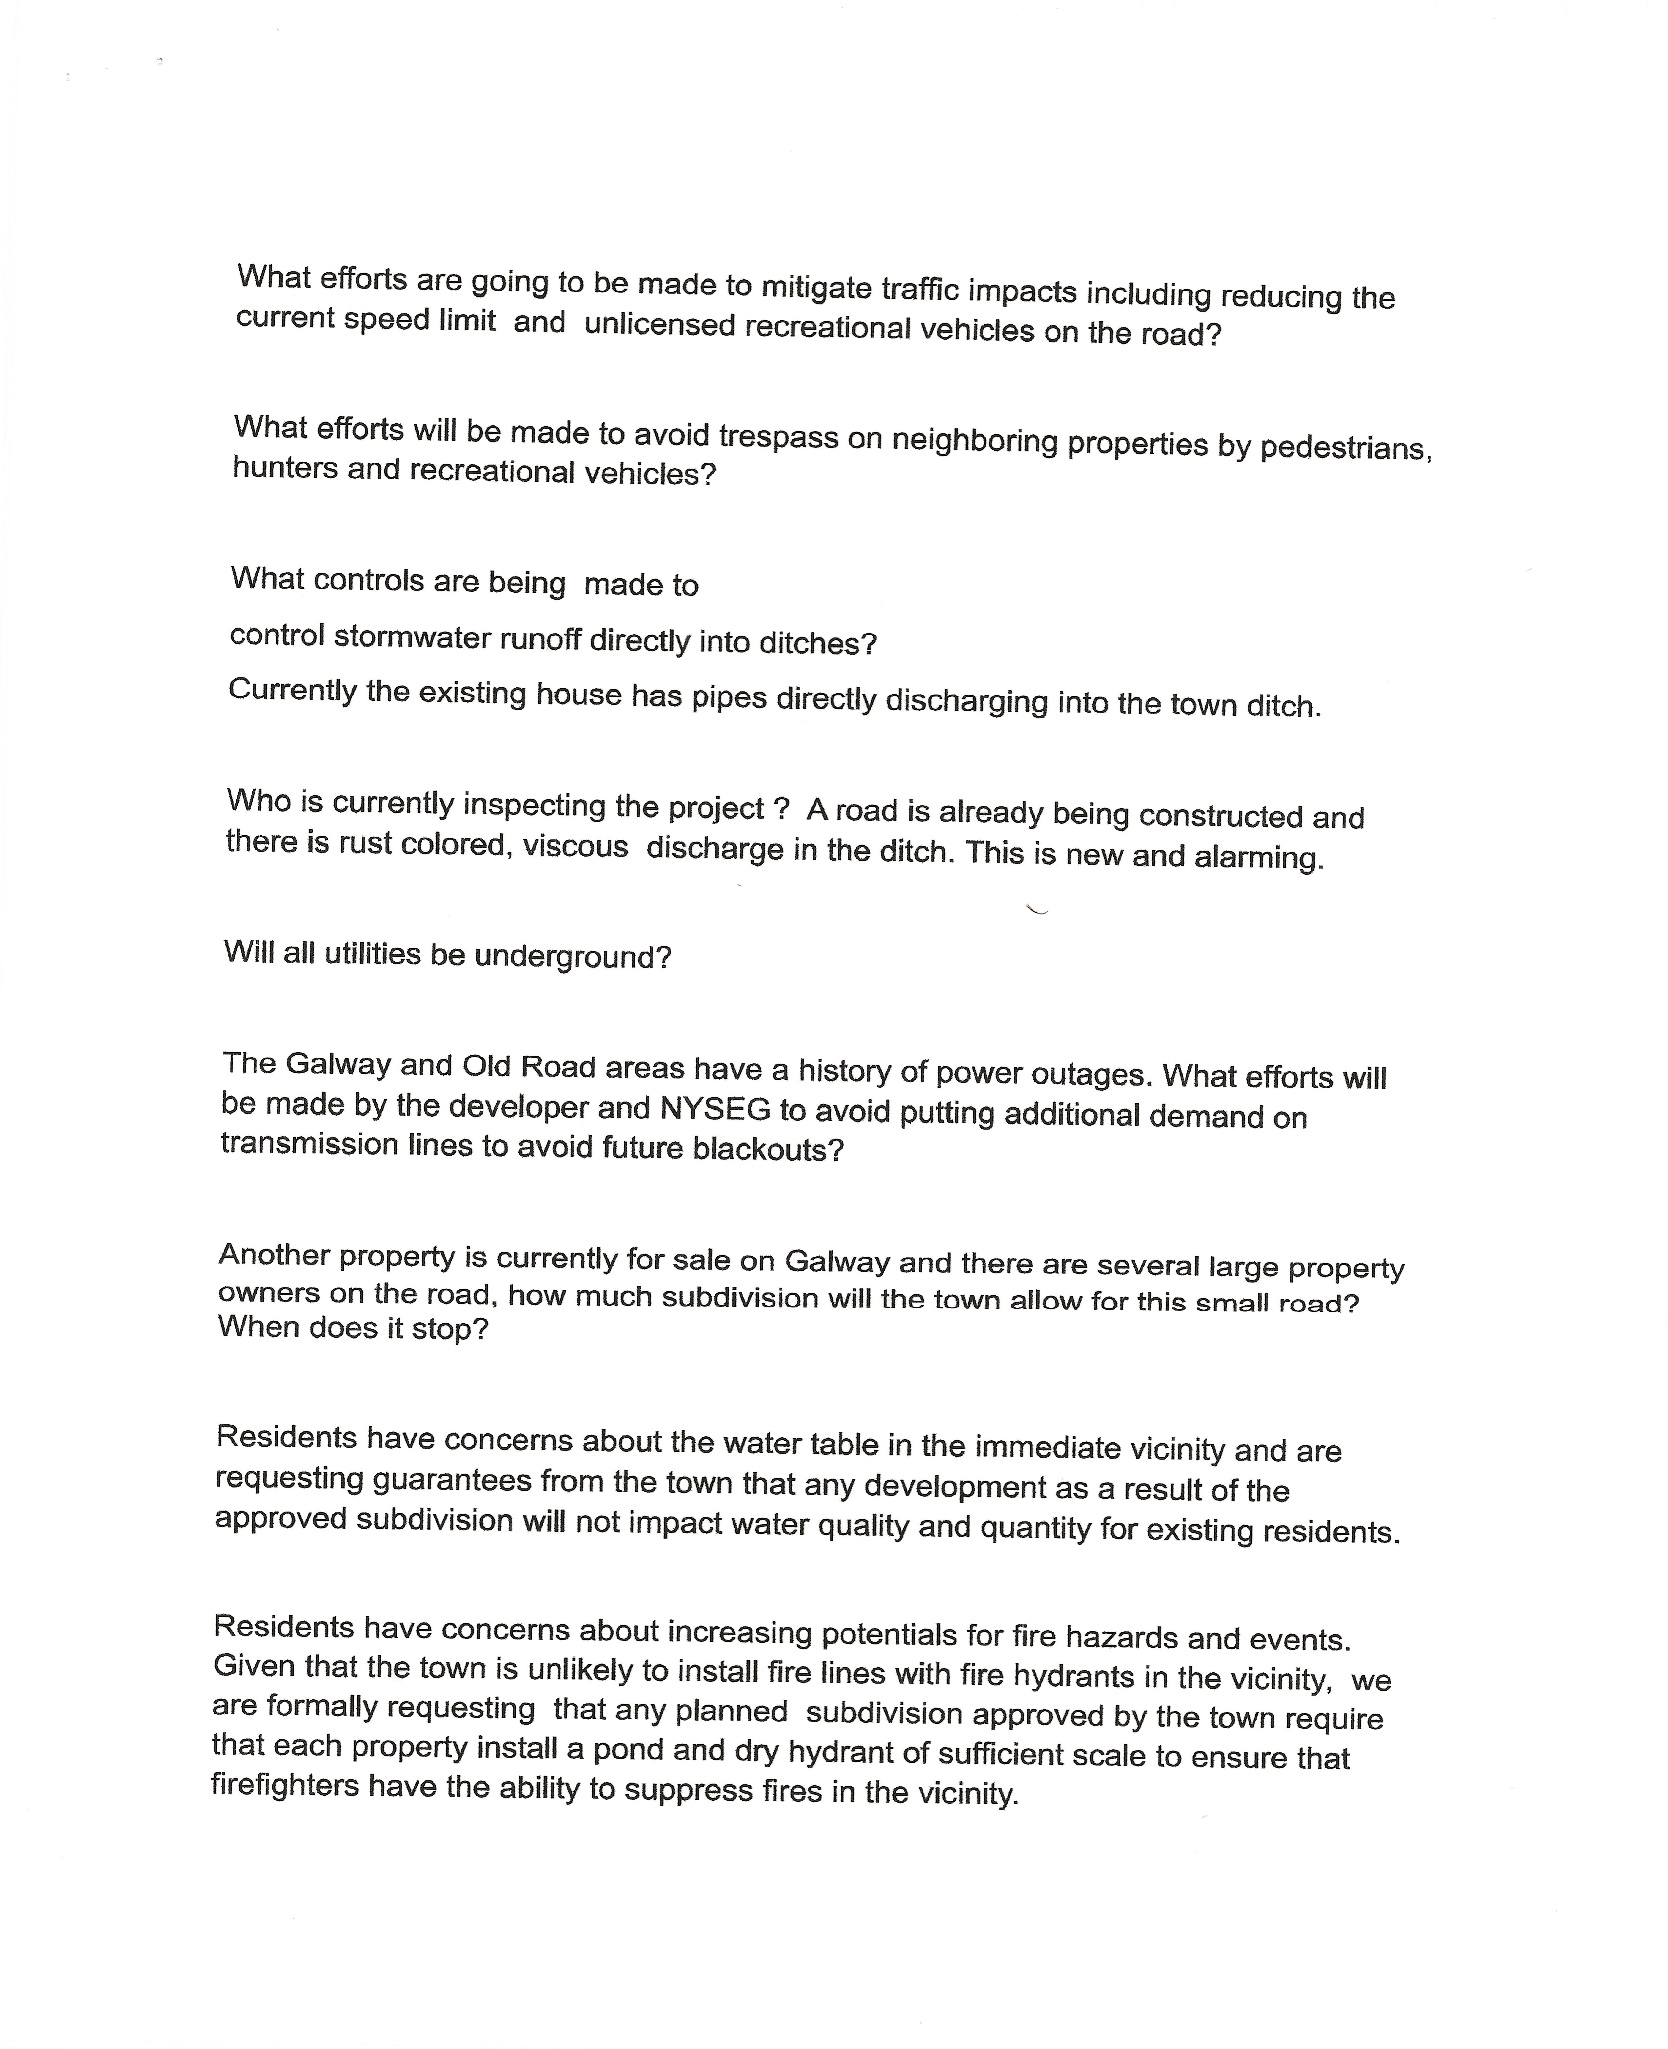 What efforts are going to be made to mitigate traffic impacts including reducing the
current speed limit and unlicensed recreational vehicles on the road?
What efforts will be made to avoid trespass on neighboring properties by pedestrians,
hunters and recreational vehicles?
What controls are being made to
control stormwater runoff directly into ditches?
Currently the existing house has pipes directly discharging into the town ditch.
Who is currently inspecting the project ? A road is already being constructed and
there is rust colored, viscous discharge in the ditch. This is new and alarming.
Will all utilities be underground?
The Galway and Old Road areas have a history of power outages. What efforts will
be made by the developer and NYSEG to avoid putting additional demand on
transmission lines to avoid future blackouts?
Another property is currently for sale on Galway and there are several large property
owners on the road, how much subdivision will the town allow for this small road?
When does it stop?
Residents have concerns about the water table in the immediate vicinity and are
requesting guarantees from the town that any development as a result of the
approved subdivision will not impact water quality and quantity for existing residents.
Residents have concerns about increasing potentials for fire hazards and events.
Given that the town is unlikely to install fire lines with fire hydrants in the vicinity, we
are formally requesting that any planned subdivision approved by the town require
that each property install a pond and dry hydrant of sufficient scale to ensure that
firefighters have the ability to suppress fires in the vicinity.